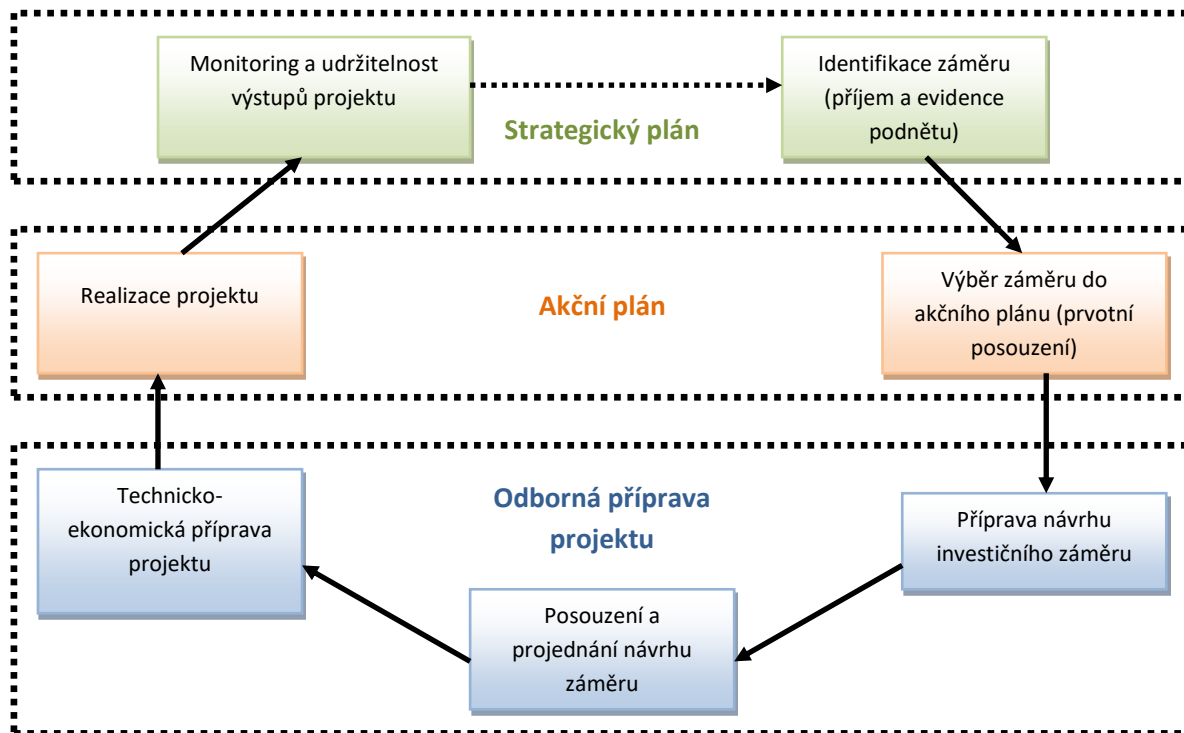 Monitoring a udržitelnost
výstupů projektu
Strategický plán
Identifikace záměru
(příjem a evidence
podnětu)
Realizace projektu
Akční plán
Výběr záměru do
akčního plánu (prvotní
posouzení)
Technicko-
ekonomická příprava
projektu
Odborná příprava
projektu
Příprava návrhu
investičního záměru
Posouzení a
projednání návrhu
záměru